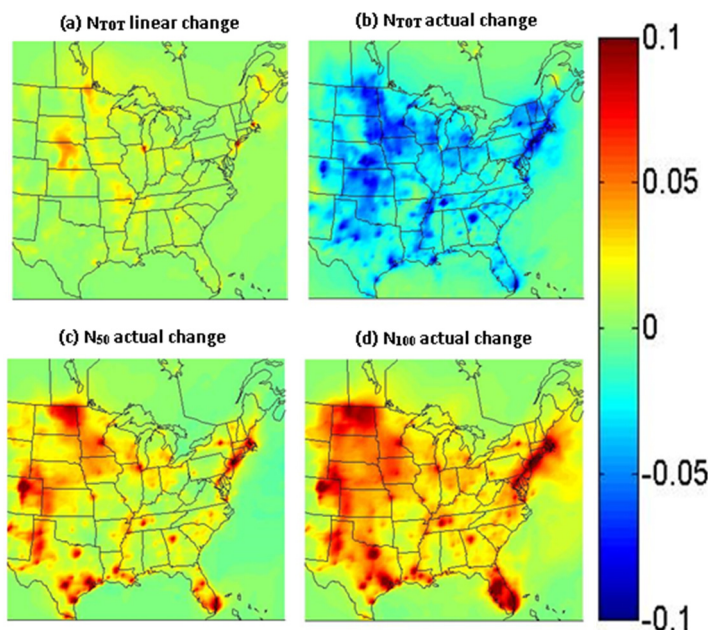 (a) NTOT linear change
(b) NTOT actual change
(c) N50 actual change
(d) N100 actual change
0.1
0.05
0
-0.05
-0.1